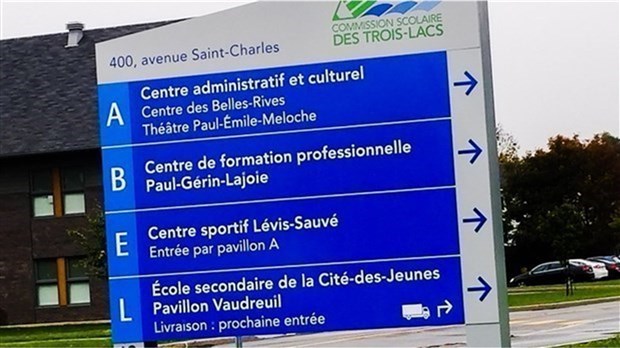 COMMISSION SCOLAIRE
DES TROIS-LACS
400, avenue Saint-Charles
A
Centre administratif et culturel
Centre des Belles-Rives
Théâtre Paul-Émile-Meloche
B
Centre de formation professionnelle
Paul-Gérin-Lajoie
E
Centre sportif Lévis-Sauvé
Entrée par pavillon A
L
École secondaire de la Cité-des-Jeunes
Pavillon Vaudreuil
Livraison : prochaine entrée